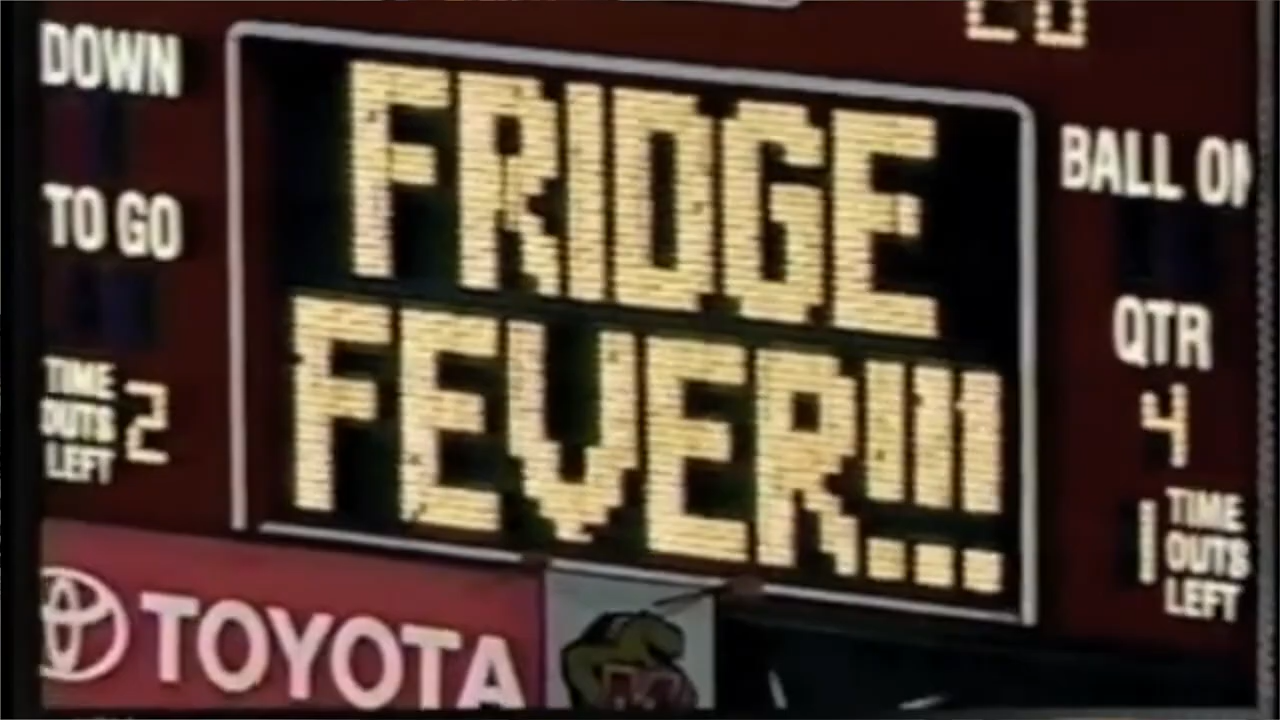 DOWN
TO GO
TIME
OUTS
LEFT
2
FRIDGE
FEVER!!!
BALL ON
QTR
4
1
TIME
OUTS
LEFT
TOYOTA